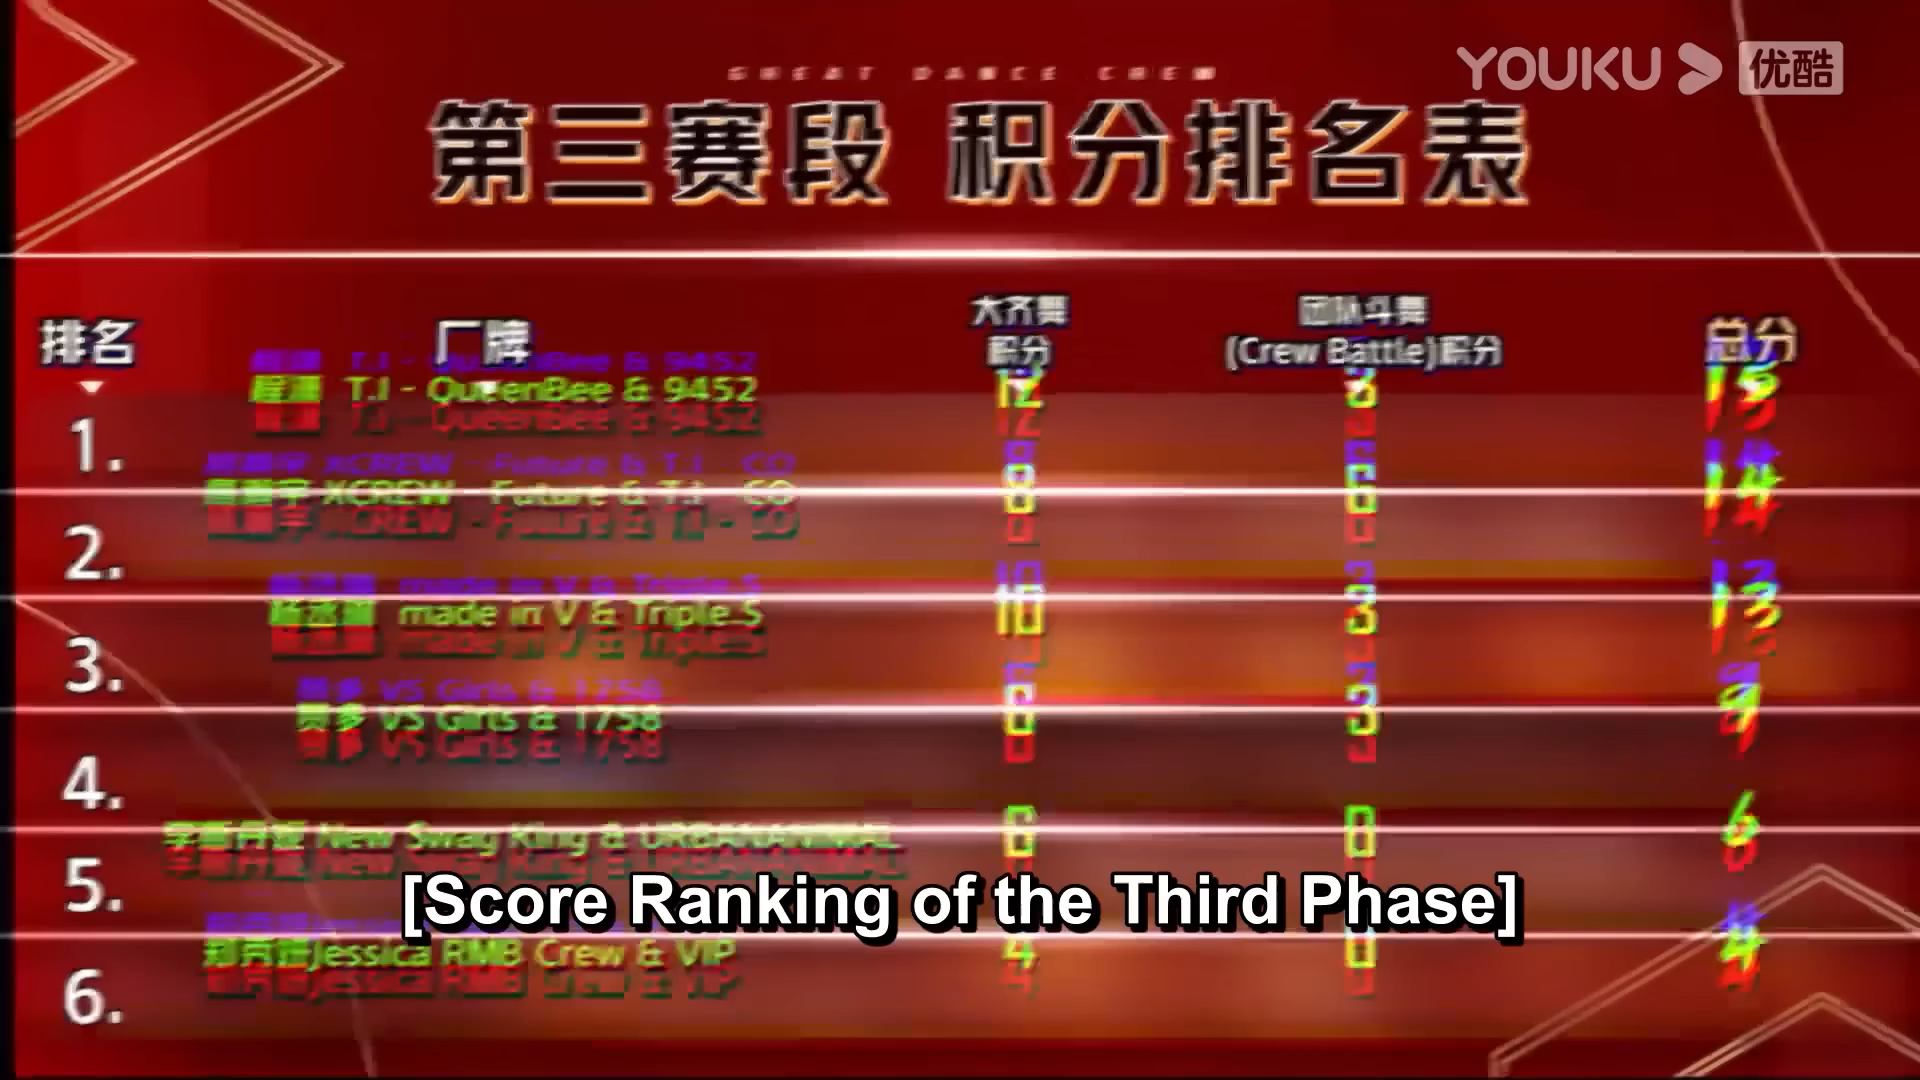 YOUKU 优酷
GREAT DANCE CREW
第三赛段 积分排名表
排名
厂牌
大齐舞
积分
团队斗舞
(Crew Battle)积分
总分
1. 程潇 T.I - QueenBee & 9452 12 3 15
2. XCREW - Future & T.I - CO 8 6 14
3. made in V & Triple.S 10 3 13
4. 赞多 VS Girls & 1758 6 3 9
5. New Swag King & URBANANIMAL 6 0 6
[Score Ranking of the Third Phase]
6. Jessica RMB Crew & VIP 4 0 4